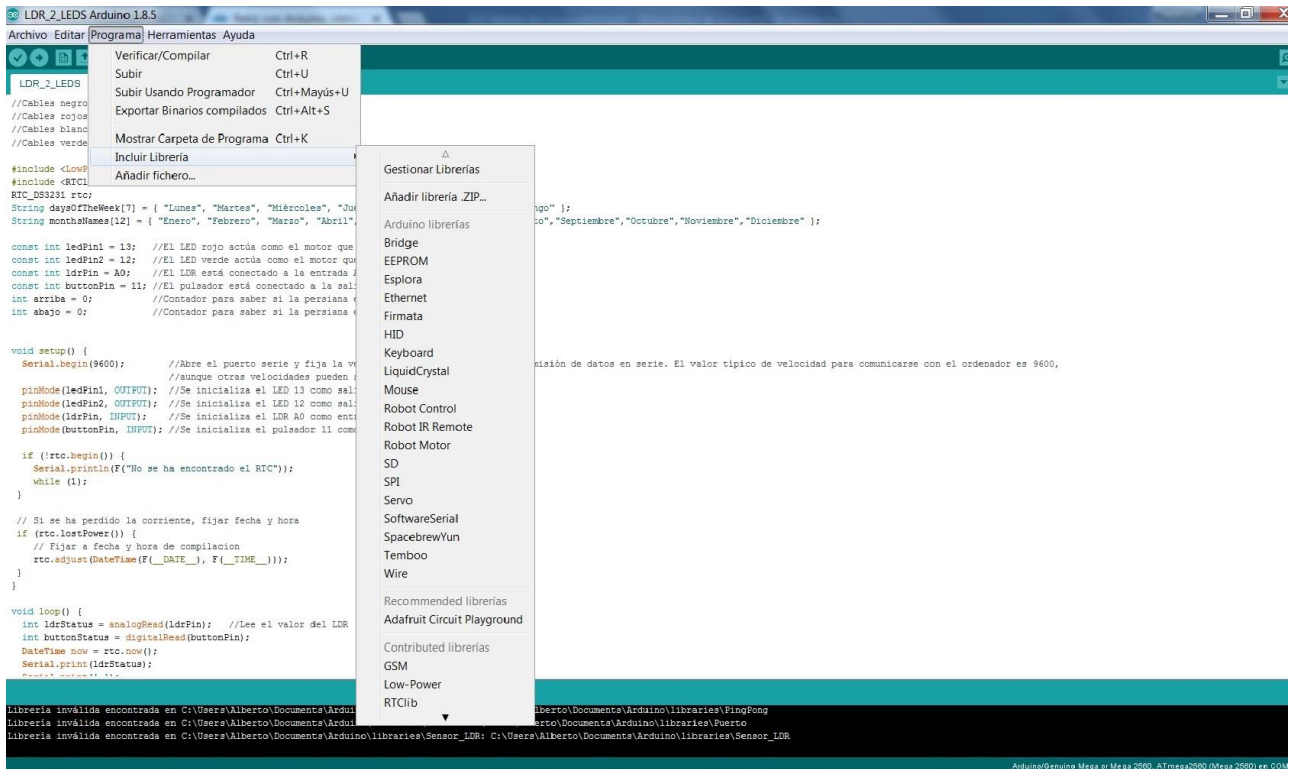 LDR_2_LEDS Arduino 1.8.5
Archivo Editar Programa Herramientas Ayuda
Verificar/Compilar Ctrl+R
Subir Ctrl+U
Subir Usando Programador Ctrl+Mayús+U
Exportar Binarios compilados Ctrl+Alt+S
Mostrar Carpeta de Programa Ctrl+K
Incluir Librería
Añadir fichero...
Gestionar Librerías
Añadir librería .ZIP...
Arduino librerías
Bridge
EEPROM
Esplora
Ethernet
Firmata
HID
Keyboard
LiquidCrystal
Mouse
Robot Control
Robot IR Remote
Robot Motor
SD
SPI
Servo
SoftwareSerial
SpacebrewYun
Temboo
Wire
Recommended librerías
Adafruit Circuit Playground
Contributed librerías
GSM
Low-Power
RTClib
LDR_2_LEDS
//Cables negro
//Cables rojos
//Cables blanc
//Cables verde
#include <LowP
#include <RTCl
RTC_DS3231 rtc;
String daysOfTheWeek[7] = { "Lunes", "Martes", "Miércoles", "Jue ngo" };
String monthsNames[12] = { "Enero", "Febrero", "Marzo", "Abril", to","Septiembre","Octubre","Noviembre","Diciembre" };
const int ledPin1 = 13; //El LED rojo actúa como el motor que
const int ledPin2 = 12; //El LED verde actúa como el motor que
const int ldrPin = A0; //El LDR está conectado a la entrada
const int buttonPin = 11; //El pulsador está conectado a la sal
int arriba = 0; //Contador para saber si la persiana
int abajo = 0; //Contador para saber si la persiana
void setup() {
Serial.begin(9600); //Abre el puerto serie y fija la ve misión de datos en serie. El valor típico de velocidad para comunicarse con el ordenador es 9600,
//aunque otras velocidades pueden
pinMode(ledPin1, OUTPUT); //Se inicializa el LED 13 como sal
pinMode(ledPin2, OUTPUT); //Se inicializa el LED 12 como sal
pinMode(ldrPin, INPUT); //Se inicializa el LDR A0 como ent
pinMode(buttonPin, INPUT); //Se inicializa el pulsador 11 como
if (!rtc.begin()) {
Serial.println(F("No se ha encontrado el RTC"));
while (1);
}
// Si se ha perdido la corriente, fijar fecha y hora
if (rtc.lostPower()) {
// Fijar a fecha y hora de compilacion
rtc.adjust(DateTime(F(__DATE__), F(__TIME__)));
}
}
void loop() {
int ldrStatus = analogRead(ldrPin); //Lee el valor del LDR
int buttonStatus = digitalRead(buttonPin);
DateTime now = rtc.now();
Serial.print(ldrStatus);
Librería inválida encontrada en C:\Users\Alberto\Documents\Ardui lberto\Documents\Arduino\libraries\PingPong
Librería inválida encontrada en C:\Users\Alberto\Documents\Ardui erto\Documents\Arduino\libraries\Puerto
Librería inválida encontrada en C:\Users\Alberto\Documents\Arduino\libraries\Sensor_LDR: C:\Users\Alberto\Documents\Arduino\libraries\Sensor_LDR
Arduino/Genuino Mega or Mega 2560, ATmega2560 (Mega 2560) en COM